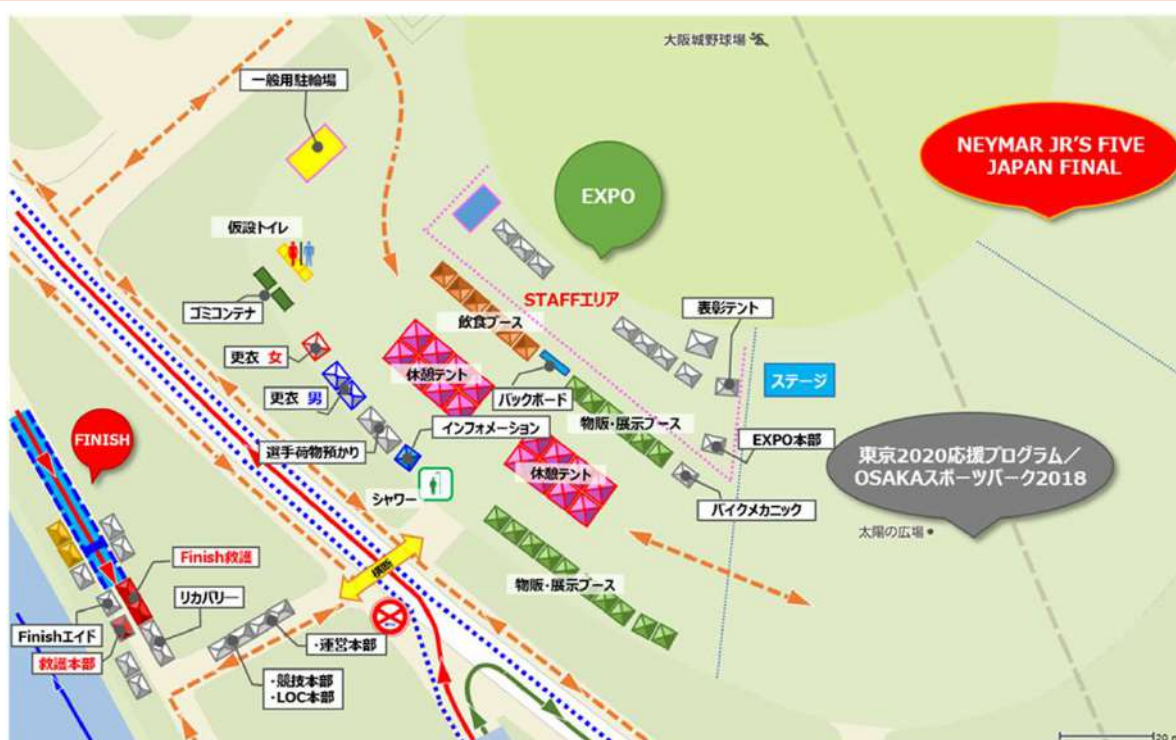 大阪城野球場
一般用駐輪場
NEYMAR JR'S FIVE
JAPAN FINAL
EXPO
仮設トイレ
ゴミコンテナ
STAFFエリア
表彰テント
飲食ブース
更衣 女
休憩テント
ステージ
更衣 男
バックボード
物販・展示ブース
インフォメーション
FINISH
選手荷物預かり
EXPO本部
東京2020応援プログラム／
OSAKAスポーツパーク2018
休憩テント
シャワー
バイクメカニック
太陽の広場
Finish救護
横断
物販・展示ブース
リカバリー
Finishエイド
・運営本部
救護本部
・競技本部
・LOC本部
20